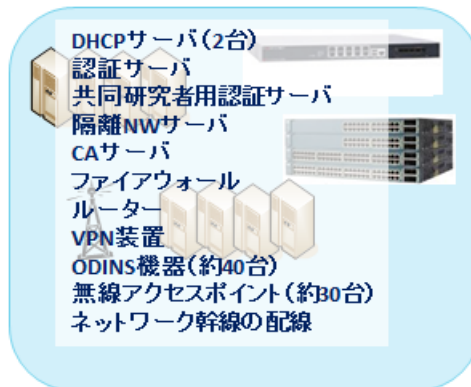 DHCPサーバ(2台)
認証サーバ
共同研究者用認証サーバ
隔離NWサーバ
CAサーバ
ファイアウォール
ルーター
VPN装置
ODINS機器(約40台)
無線アクセスポイント(約30台)
ネットワーク幹線の配線